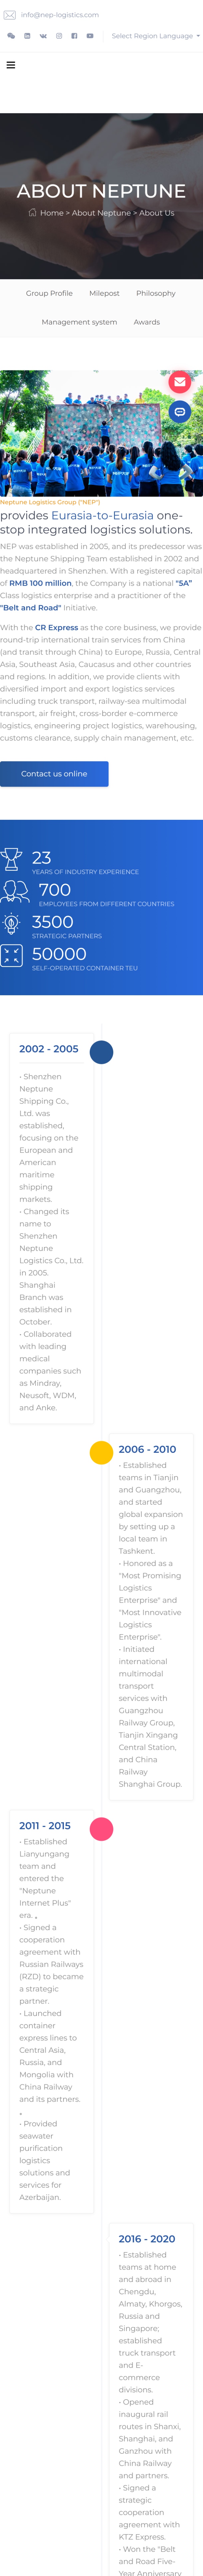 info@nep-logistics.com
Select Region Language
ABOUT NEPTUNE
Home > About Neptune > About Us
Group Profile Milepost Philosophy
Management system Awards
Neptune Logistics Group ("NEP")
provides Eurasia-to-Eurasia one-
stop integrated logistics solutions.
NEP was established in 2005, and its predecessor was
the Neptune Shipping Team established in 2002 and
headquartered in Shenzhen. With a registered capital
of RMB 100 million, the Company is a national "5A"
Class logistics enterprise and a practitioner of the
"Belt and Road" Initiative.
With the CR Express as the core business, we provide
round-trip international train services from China
(and transit through China) to Europe, Russia, Central
Asia, Southeast Asia, Caucasus and other countries
and regions. In addition, we provide clients with
diversified import and export logistics services
including truck transport, railway-sea multimodal
transport, air freight, cross-border e-commerce
logistics, engineering project logistics, warehousing,
customs clearance, supply chain management, etc.
Contact us online
23
YEARS OF INDUSTRY EXPERIENCE
700
EMPLOYEES FROM DIFFERENT COUNTRIES
3500
STRATEGIC PARTNERS
50000
SELF-OPERATED CONTAINER TEU
2002 - 2005
• Shenzhen
Neptune
Shipping Co.,
Ltd. was
established,
focusing on the
European and
American
maritime
shipping
markets.
• Changed its
name to
Shenzhen
Neptune
Logistics Co., Ltd.
in 2005.
Shanghai
Branch was
established in
October.
• Collaborated
with leading
medical
companies such
as Mindray,
Neusoft, WDM,
and Anke.
2006 - 2010
• Established
teams in Tianjin
and Guangzhou,
and started
global expansion
by setting up a
local team in
Tashkent.
• Honored as a
"Most Promising
Logistics
Enterprise" and
"Most Innovative
Logistics
Enterprise".
• Initiated
international
multimodal
transport
services with
Guangzhou
Railway Group,
Tianjin Xingang
Central Station,
and China
Railway
Shanghai Group.
2011 - 2015
• Established
Lianyungang
team and
entered the
"Neptune
Internet Plus"
era. 。
• Signed a
cooperation
agreement with
Russian Railways
(RZD) to became
a strategic
partner.
• Launched
container
express lines to
Central Asia,
Russia, and
Mongolia with
China Railway
and its partners.
。
• Provided
seawater
purification
logistics
solutions and
services for
Azerbaijan.
2016 - 2020
• Established
teams at home
and abroad in
Chengdu,
Almaty, Khorgos,
Russia and
Singapore;
established
truck transport
and E-
commerce
divisions.
• Opened
inaugural rail
routes in Shanxi,
Shanghai, and
Ganzhou with
China Railway
and partners.
• Signed a
strategic
cooperation
agreement with
KTZ Express.
• Won the "Belt
and Road Five-
Year Anniversary